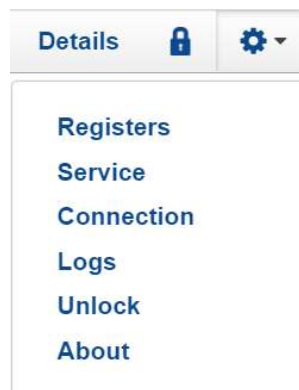 Details
Registers
Service
Connection
Logs
Unlock
About